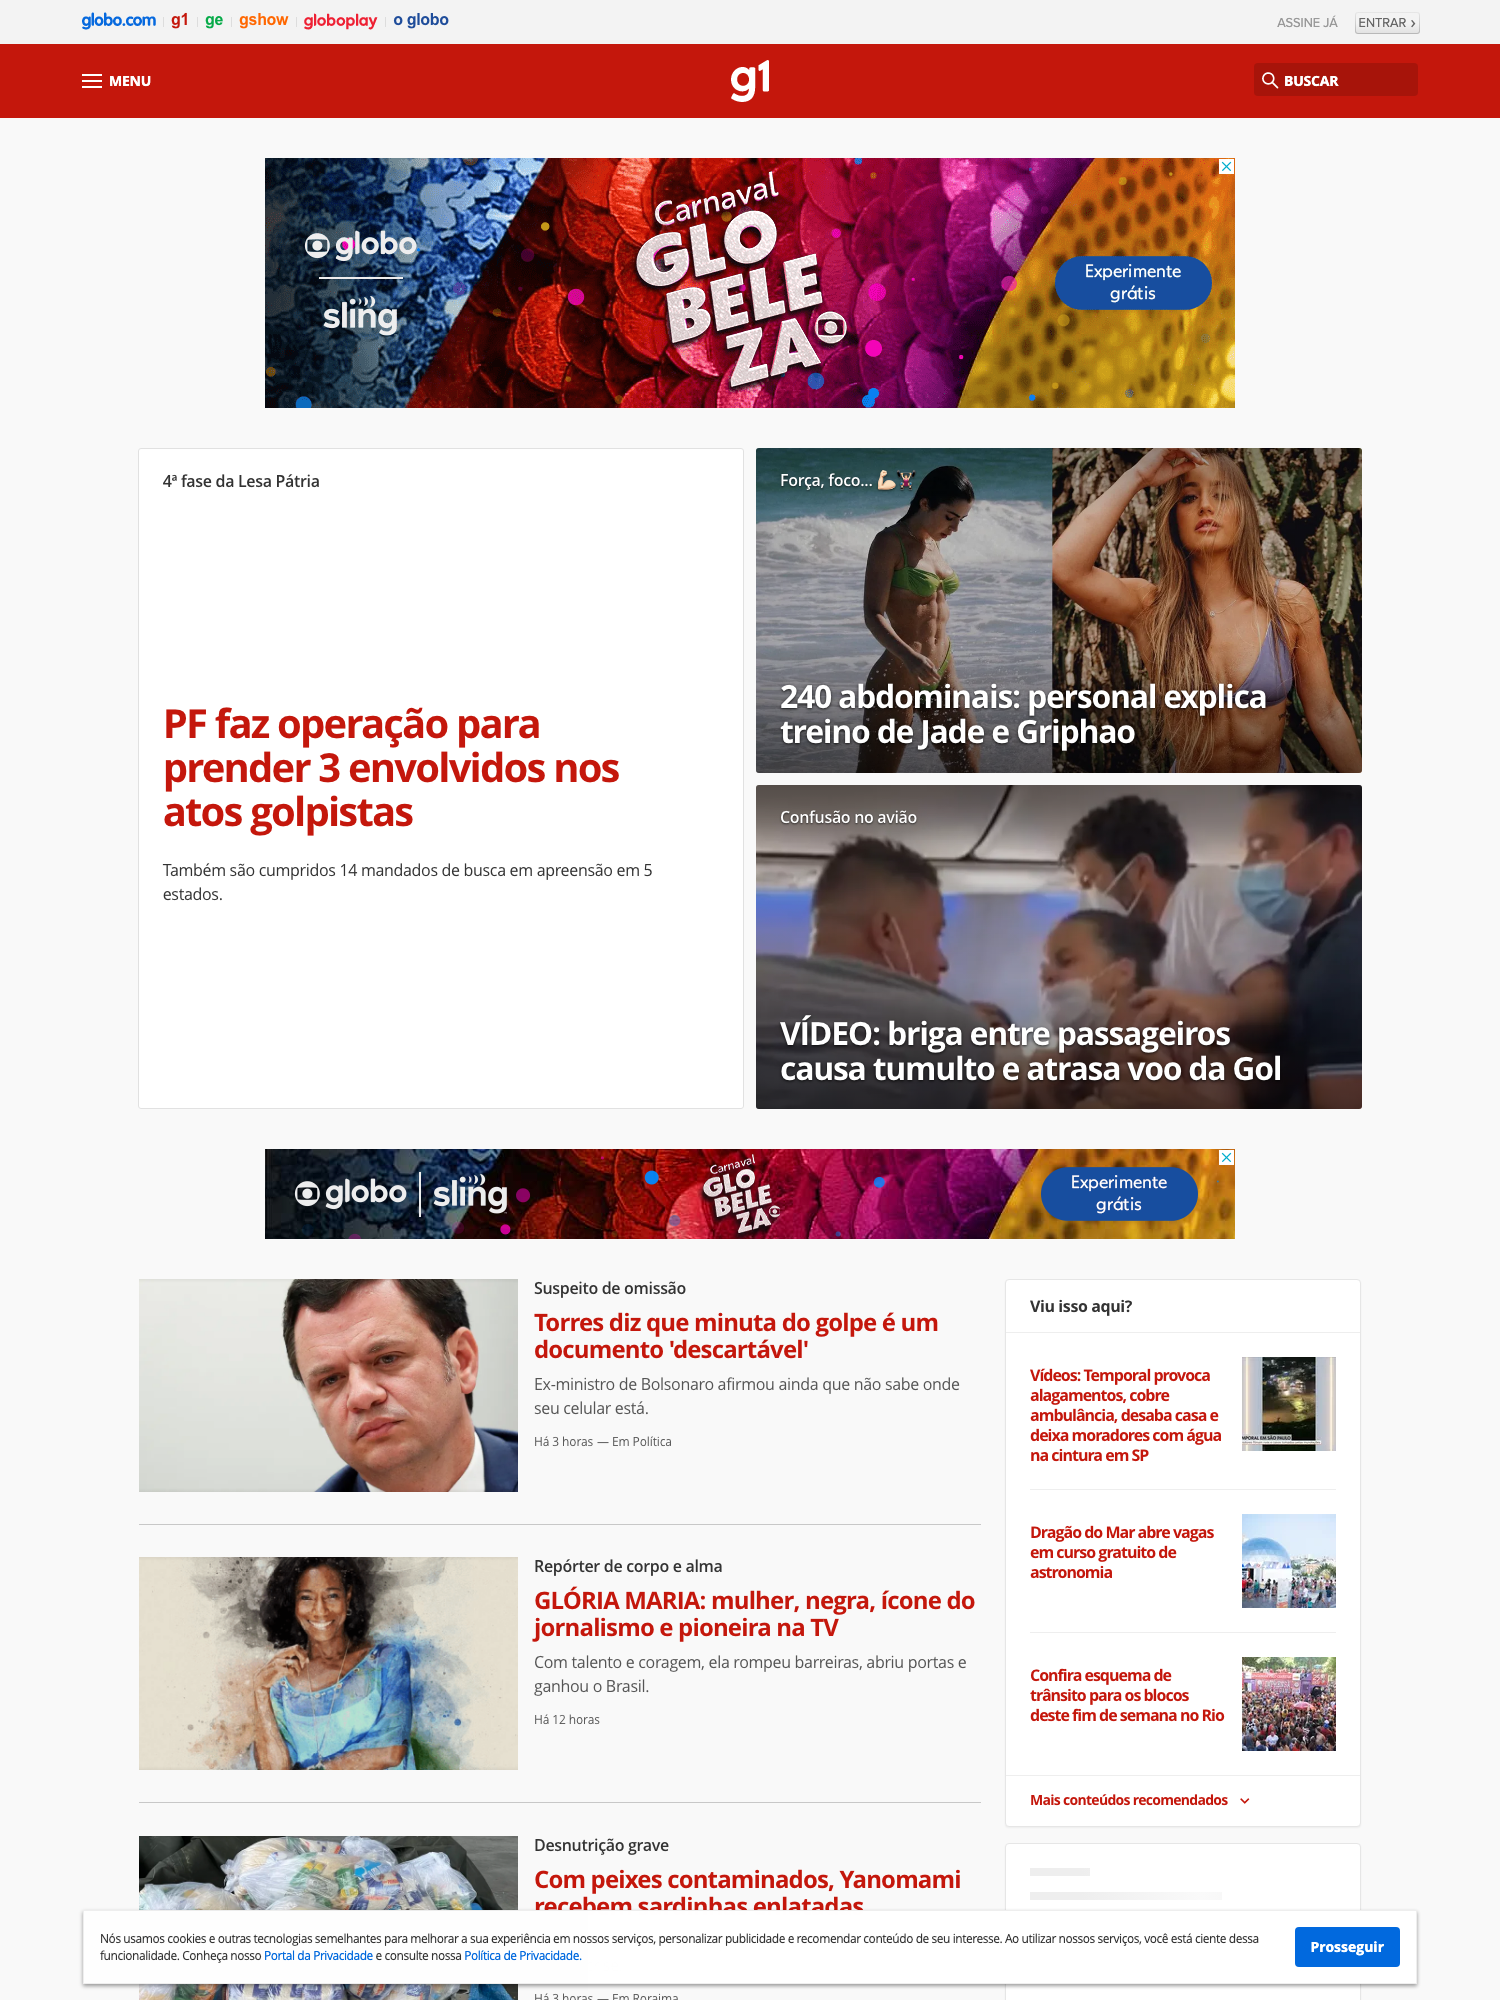 globo.com g1 ge gshow globoplay o globo
ASSINE JÁ ENTRAR ›
MENU
g1
BUSCAR
globo
sling
Carnaval
GLO
BELE
ZA
Experimente
grátis
4ª fase da Lesa Pátria
PF faz operação para
prender 3 envolvidos nos
atos golpistas
Também são cumpridos 14 mandados de busca em apreensão em 5
estados.
Força, foco... 💪🏻🏋🏻‍♀️
240 abdominais: personal explica
treino de Jade e Griphao
Confusão no avião
VÍDEO: briga entre passageiros
causa tumulto e atrasa voo da Gol
globo | sling
Carnaval
GLO
BELE
ZA
Experimente
grátis
Suspeito de omissão
Torres diz que minuta do golpe é um
documento 'descartável'
Ex-ministro de Bolsonaro afirmou ainda que não sabe onde
seu celular está.
Há 3 horas — Em Política
Repórter de corpo e alma
GLÓRIA MARIA: mulher, negra, ícone do
jornalismo e pioneira na TV
Com talento e coragem, ela rompeu barreiras, abriu portas e
ganhou o Brasil.
Há 12 horas
Desnutrição grave
Com peixes contaminados, Yanomami
recebem sardinhas enlatadas
Há 3 horas — Em Roraima
Viu isso aqui?
Vídeos: Temporal provoca
alagamentos, cobre
ambulância, desaba casa e
deixa moradores com água
na cintura em SP
Dragão do Mar abre vagas
em curso gratuito de
astronomia
Confira esquema de
trânsito para os blocos
deste fim de semana no Rio
Mais conteúdos recomendados
Nós usamos cookies e outras tecnologias semelhantes para melhorar a sua experiência em nossos serviços, personalizar publicidade e recomendar conteúdo de seu interesse. Ao utilizar nossos serviços, você está ciente dessa
funcionalidade. Conheça nosso Portal da Privacidade e consulte nossa Política de Privacidade.
Prosseguir